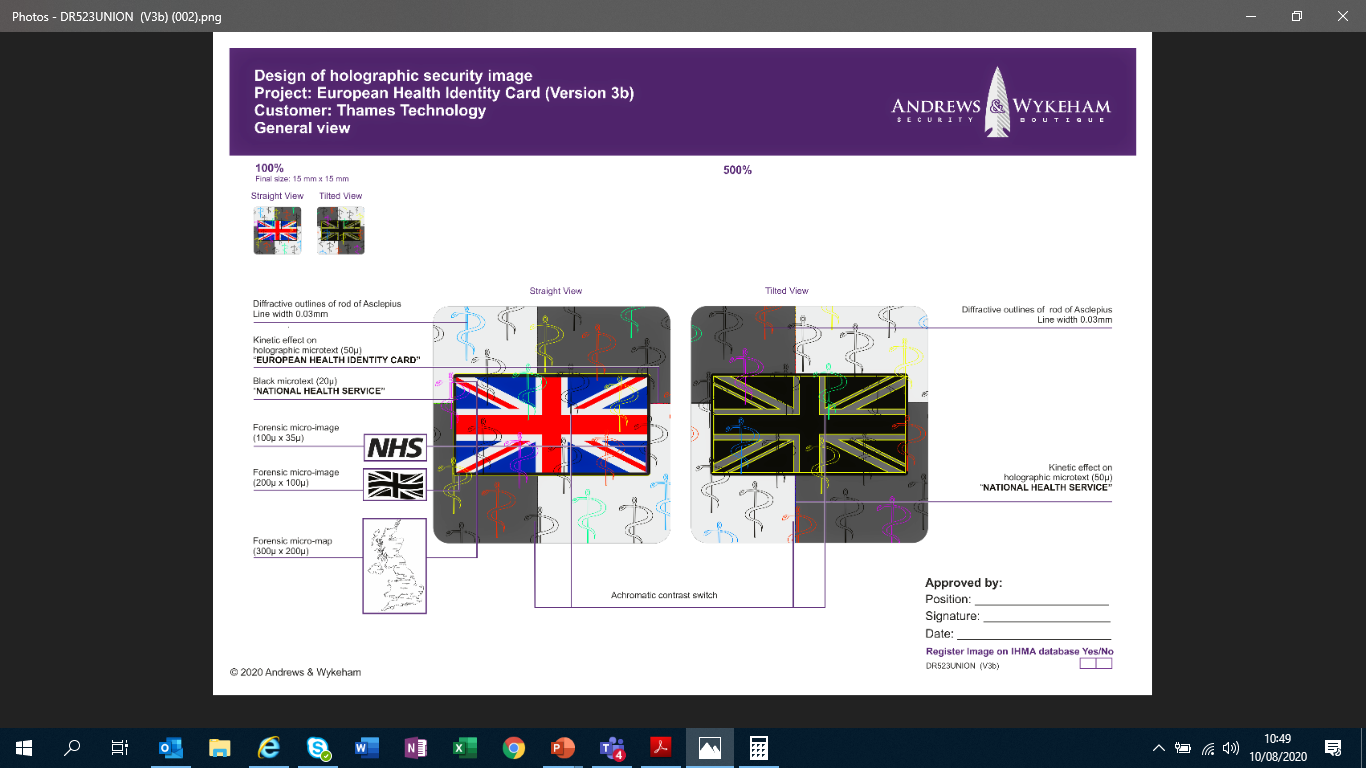 Photos - DR523UNION (V3b) (002).png
Design of holographic security image
Project: European Health Identity Card (Version 3b)
Customer: Thames Technology
General view
ANDREWS & WYKEHAM
SECURITY BOUTIQUE
100%
Final size: 15 mm x 15 mm
500%
Straight View
Tilted View
Straight View
Tilted View
Diffractive outlines of rod of Asclepius
Line width 0.03mm
Kinetic effect on
holographic microtext (50µ)
"EUROPEAN HEALTH IDENTITY CARD"
Black microtext (20µ)
"NATIONAL HEALTH SERVICE"
Forensic micro-image
(100µ x 35µ)
NHS
Forensic micro-image
(200µ x 100µ)
Forensic micro-map
(300µ x 200µ)
Diffractive outlines of rod of Asclepius
Line width 0.03mm
Kinetic effect on
holographic microtext (50µ)
"NATIONAL HEALTH SERVICE"
Achromatic contrast switch
Approved by:
Position:
Signature:
Date:
Register Image on IHMA database Yes/No
DR523UNION (V3b)
© 2020 Andrews & Wykeham
4
10:49
10/08/2020